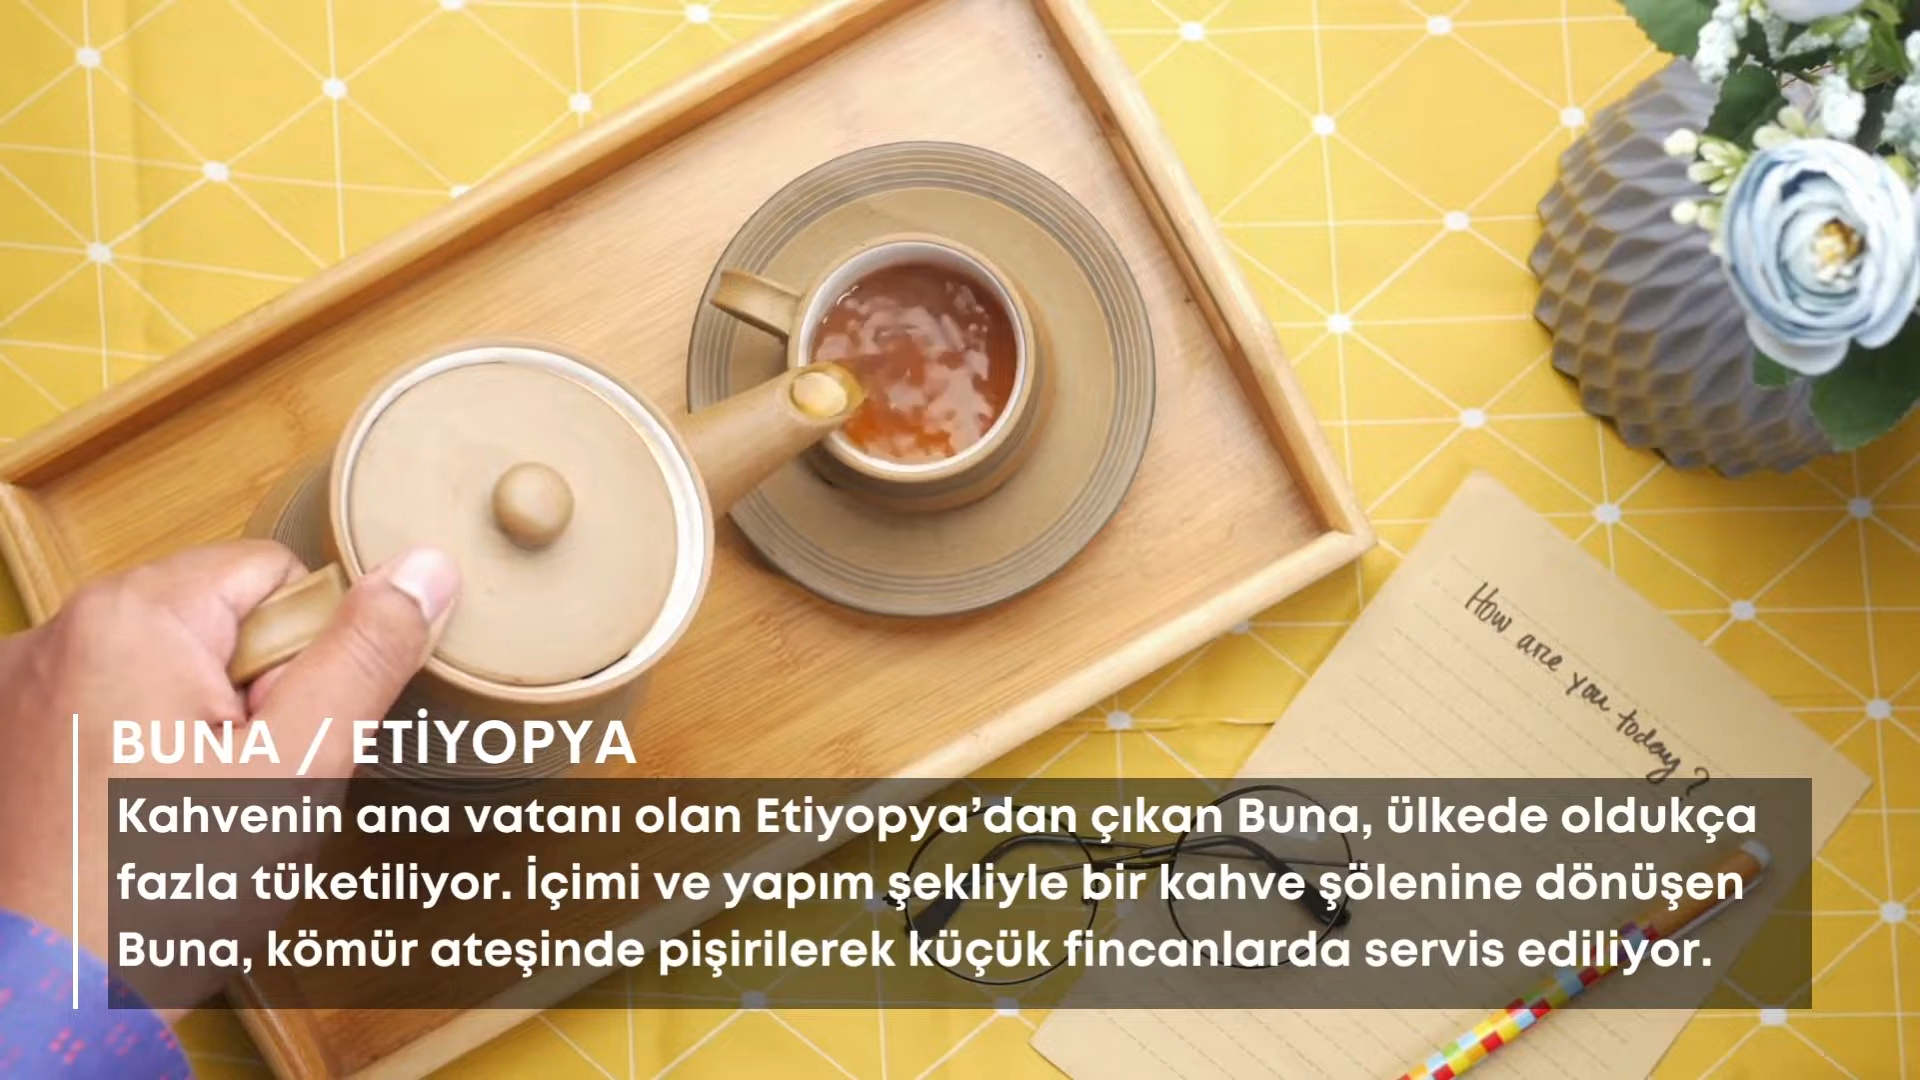 How are you today ?
BUNA / ETİYOPYA
Kahvenin ana vatanı olan Etiyopya’dan çıkan Buna, ülkede oldukça
fazla tüketiliyor. İçimi ve yapım şekliyle bir kahve şölenine dönüşen
Buna, kömür ateşinde pişirilerek küçük fincanlarda servis ediliyor.